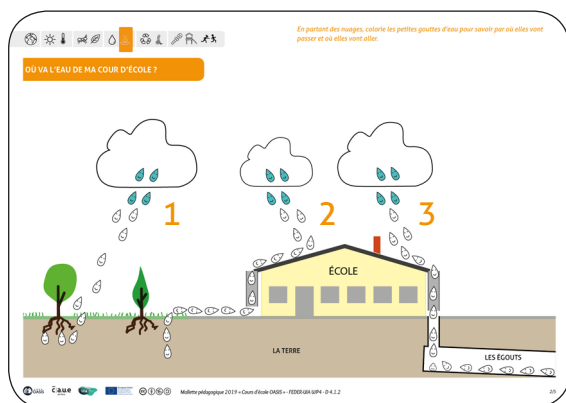 En partant des nuages, colorie les petites gouttes d'eau pour savoir par où elles vont
passer et où elles vont aller.
OÙ VA L'EAU DE MA COUR D'ÉCOLE ?
1
2
3
ÉCOLE
LA TERRE
LES ÉGOUTS
OASIS
c|a.u.e
Mallette pédagogique 2019 « Cours d'école OASIS » - FEDER-UIA WP4 - D 4.1.2
2/5